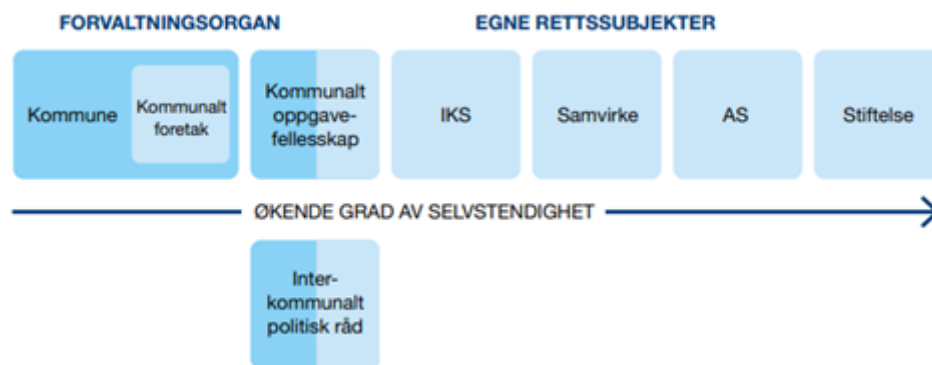 FORVALTNINGSORGAN
EGNE RETTSSUBJEKTER
Kommune
Kommunalt
foretak
Kommunalt
oppgave-
fellesskap
IKS
Samvirke
AS
Stiftelse
ØKENDE GRAD AV SELVSTENDIGHET
Inter-
kommunalt
politisk råd